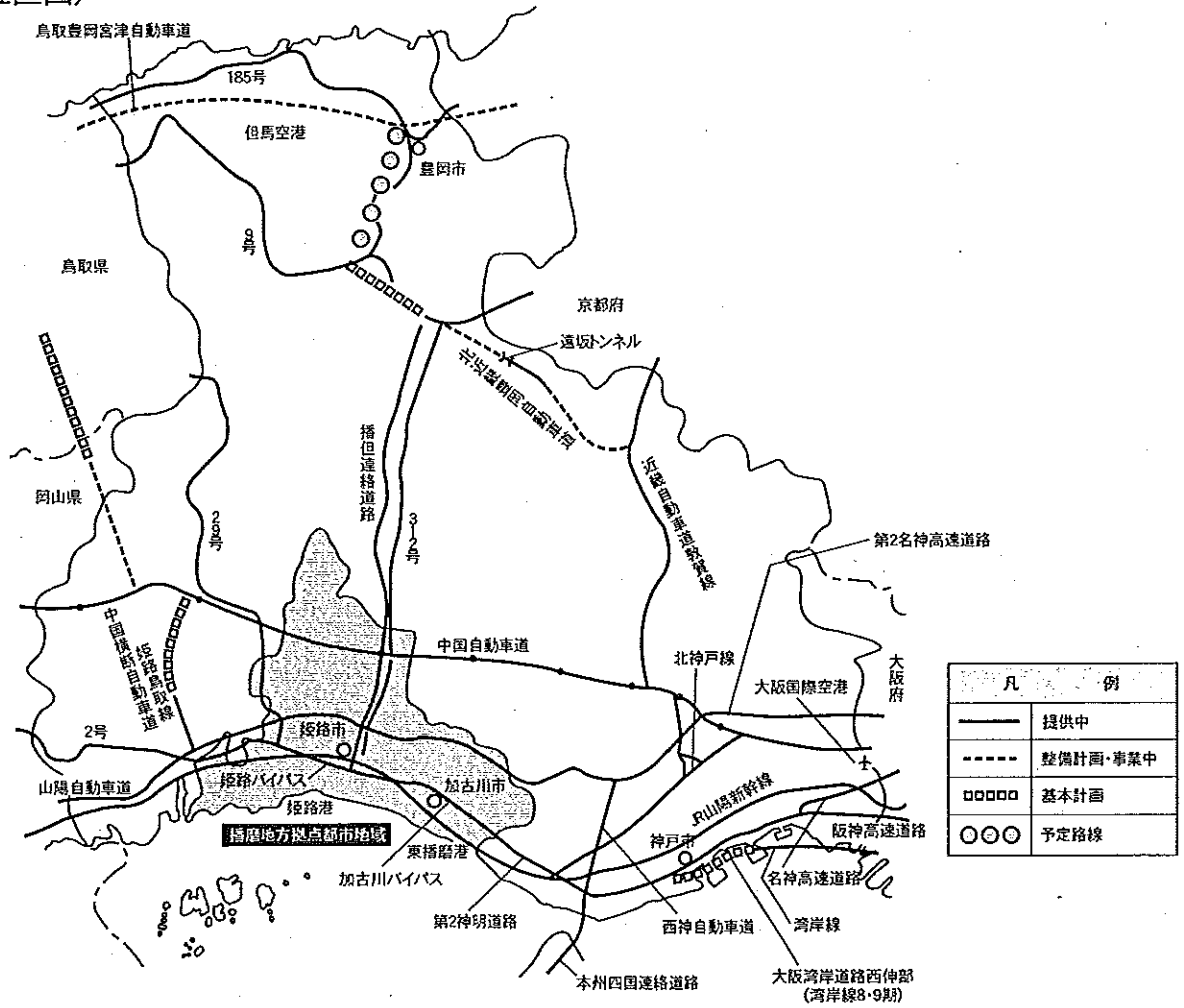 鳥取豊岡宮津自動車道
185号
但馬空港
豊岡市
9号
鳥取県
京都府
遠坂トンネル
北近畿豊岡自動車道
播但連絡道路
岡山県
29号
312号
近畿自動車道敦賀線
第2名神高速道路
中国横断自動車道
姫路鳥取線
中国自動車道
北神戸線
大阪国際空港
大阪府
2号
姫路市
山陽自動車道
姫路バイパス
加古川市
姫路港
JR山陽新幹線
播磨地方拠点都市地域
神戸市
阪神高速道路
東播磨港
名神高速道路
加古川バイパス
第2神明道路
西神自動車道
湾岸線
本州四国連絡道路
大阪湾岸道路西伸部
(湾岸線8・9期)
凡例
提供中
整備計画・事業中
基本計画
予定路線